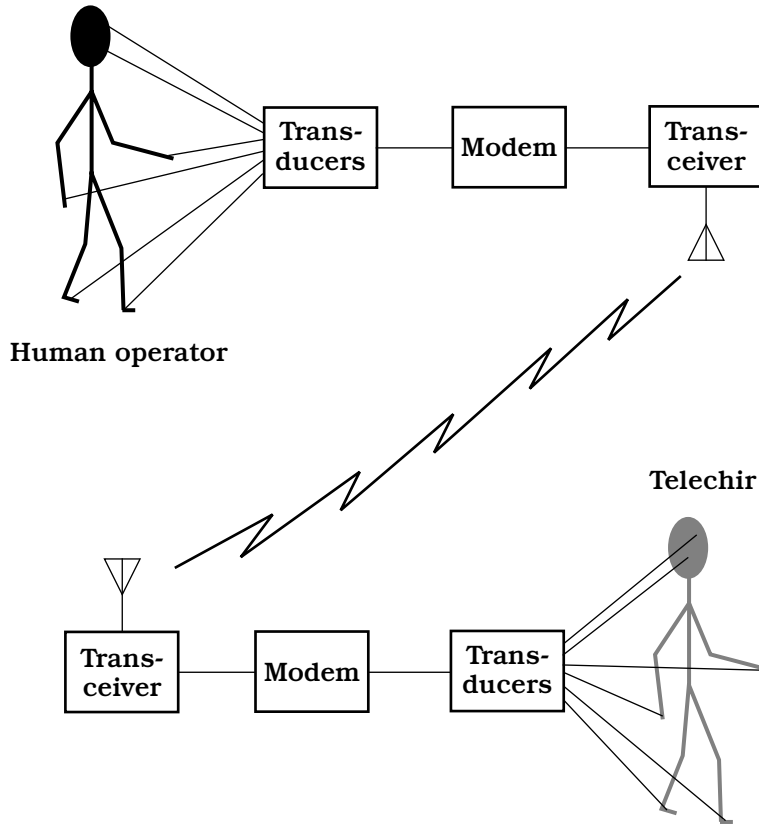 Trans-
ducers
Modem
Trans-
ceiver
Human operator
Telechir
Trans-
ceiver
Modem
Trans-
ducers